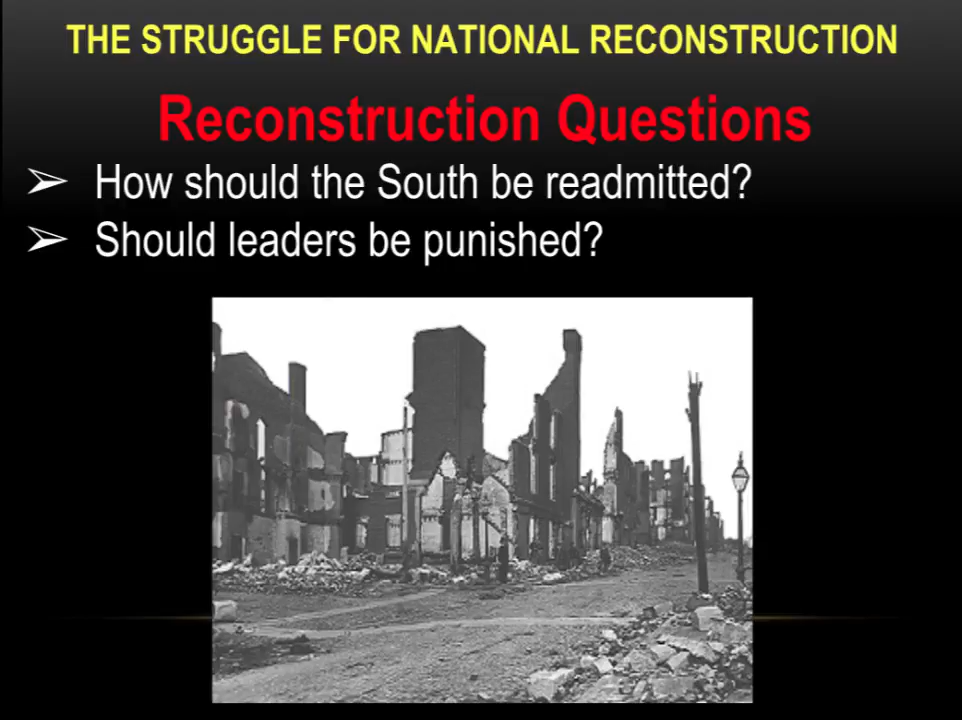 THE STRUGGLE FOR NATIONAL RECONSTRUCTION
Reconstruction Questions
➢ How should the South be readmitted?
➢ Should leaders be punished?